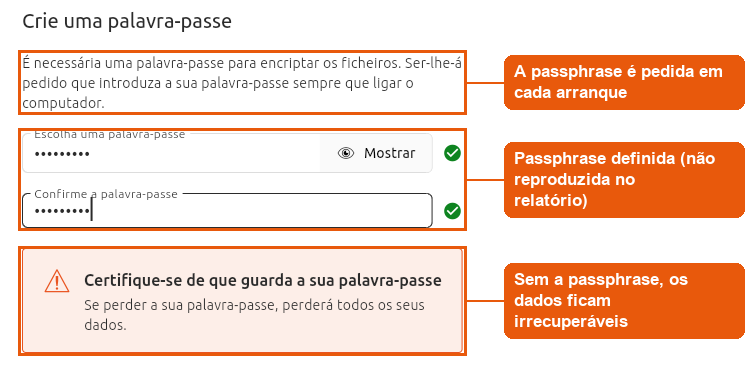 Crie uma palavra-passe
É necessária uma palavra-passe para encriptar os ficheiros. Ser-lhe-á
pedido que introduza a sua palavra-passe sempre que ligar o
computador.
A passphrase é pedida em
cada arranque
Escolha uma palavra-passe
•••••••••
Mostrar
Confirme a palavra-passe
•••••••••
Passphrase definida (não
reproduzida no
relatório)
Certifique-se de que guarda a sua palavra-passe
Se perder a sua palavra-passe, perderá todos os seus
dados.
Sem a passphrase, os
dados ficam
irrecuperáveis